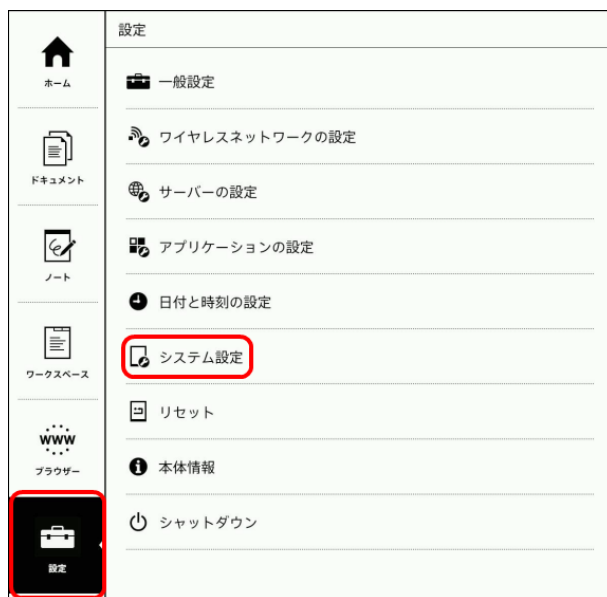 設定
ホーム
ドキュメント
ノート
ワークスペース
www
ブラウザー
設定
一般設定
ワイヤレスネットワークの設定
サーバーの設定
アプリケーションの設定
日付と時刻の設定
システム設定
リセット
本体情報
シャットダウン